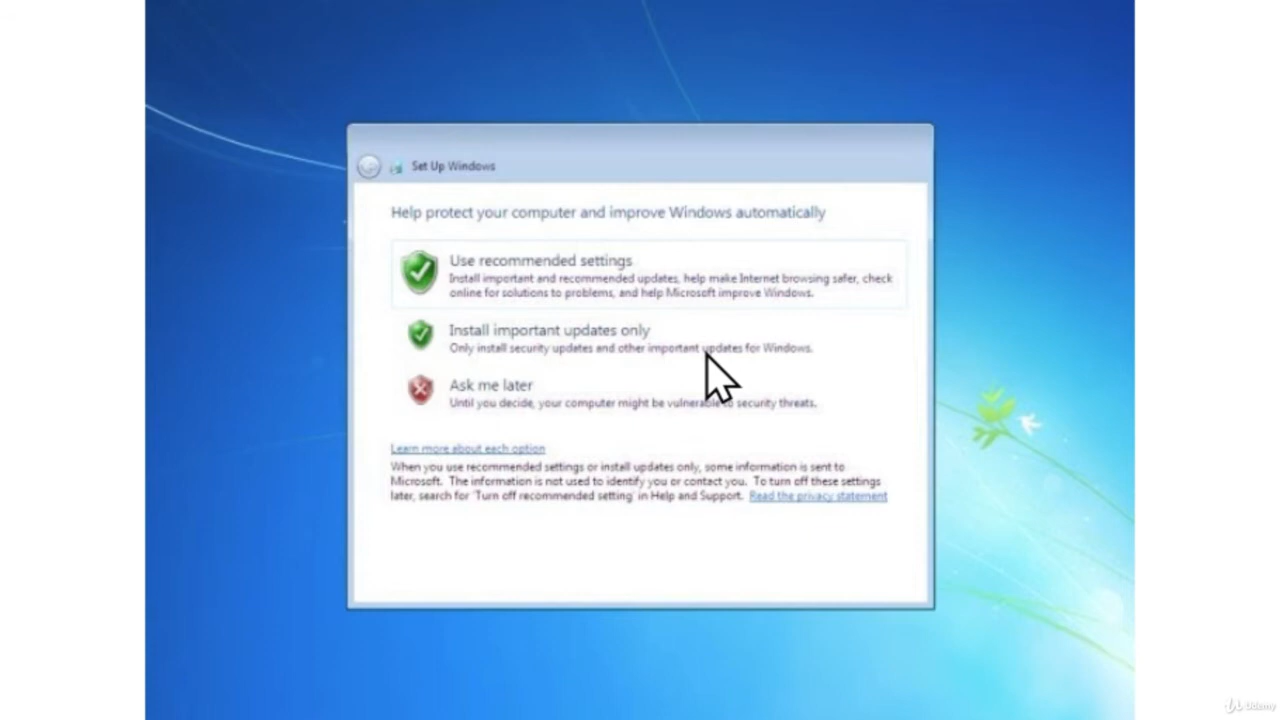 Set Up Windows
Help protect your computer and improve Windows automatically
Use recommended settings
Install important and recommended updates, help make Internet browsing safer, check
online for solutions to problems, and help Microsoft improve Windows.
Install important updates only
Only install security updates and other important updates for Windows.
Ask me later
Until you decide, your computer might be vulnerable to security threats.
Learn more about each option
When you use recommended settings or install updates only, some information is sent to
Microsoft. The information is not used to identify you or contact you. To turn off these settings
later, search for "Turn off recommended setting" in Help and Support. Read the privacy statement
Udemy